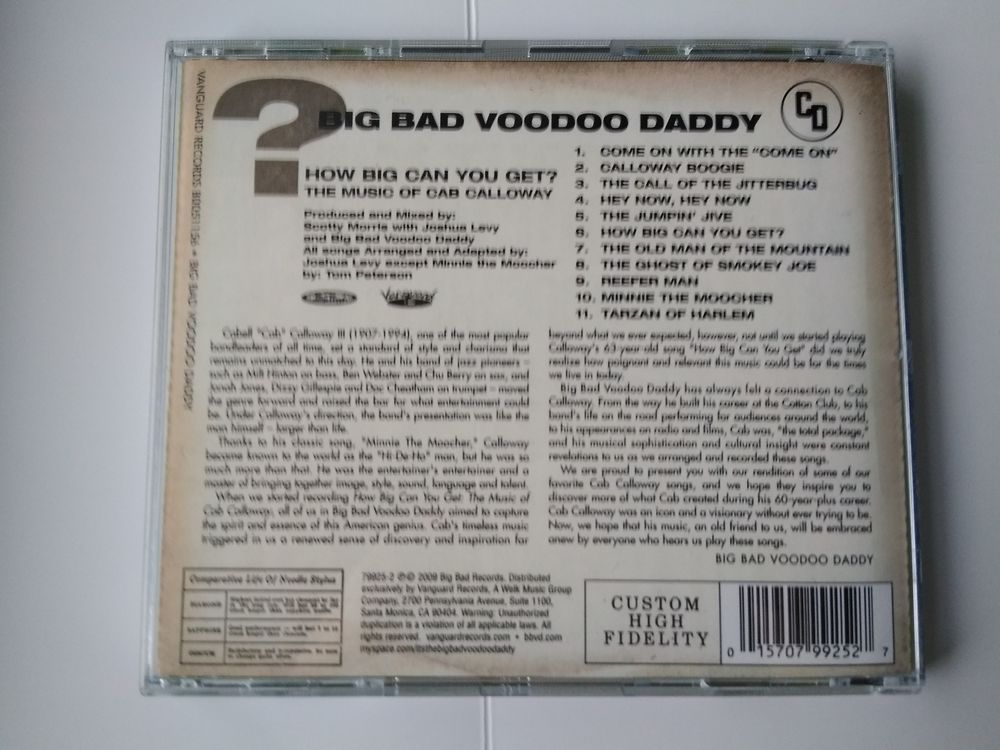 BIG BAD VOODOO DADDY
CD
HOW BIG CAN YOU GET?
THE MUSIC OF CAB CALLOWAY
Produced and Mixed by:
Scotty Morris with Joshua Levy
and Big Bad Voodoo Daddy
All songs Arranged and Adapted by:
Joshua Levy except Minnie the Moocher
by: Tom Peterson
1. COME ON WITH THE "COME ON"
2. CALLOWAY BOOGIE
3. THE CALL OF THE JITTERBUG
4. HEY NOW, HEY NOW
5. THE JUMPIN' JIVE
6. HOW BIG CAN YOU GET?
7. THE OLD MAN OF THE MOUNTAIN
8. THE GHOST OF SMOKEY JOE
9. REEFER MAN
10. MINNIE THE MOOCHER
11. TARZAN OF HARLEM
Cabell "Cab" Calloway III (1907-1994), one of the most popular
bandleaders of all time, set a standard of style and charisma that
remains unmatched to this day. He and his band of jazz pioneers –
such as Milt Hinton on bass, Ben Webster and Chu Berry on sax, and
Jonah Jones, Dizzy Gillespie and Doc Cheatham on trumpet – moved
the genre forward and raised the bar for what entertainment could
be. Under Calloway's direction, the band's presentation was like the
man himself – larger than life.
Thanks to his classic song, "Minnie The Moocher," Calloway
became known to the world as the "Hi De Ho" man, but he was so
much more than that. He was the entertainer's entertainer and a
master of bringing together image, style, sound, language and talent.
When we started recording How Big Can You Get: The Music of
Cab Calloway, all of us in Big Bad Voodoo Daddy aimed to capture
the spirit and essence of this American genius. Cab's timeless music
triggered in us a renewed sense of discovery and inspiration far
beyond what we ever expected, however, not until we started playing
Calloway's 63-year old song "How Big Can You Get" did we truly
realize how poignant and relevant this music could be for the times
we live in today.
Big Bad Voodoo Daddy has always felt a connection to Cab
Calloway. From the way he built his career at the Cotton Club, to his
band's life on the road performing for audiences around the world,
to his appearances on radio and films, Cab was, "the total package,"
and his musical sophistication and cultural insight were constant
revelations to us as we arranged and recorded these songs.
We are proud to present you with our rendition of some of our
favorite Cab Calloway songs, and we hope they inspire you to
discover more of what Cab created during his 60-year-plus career.
Cab Calloway was an icon and a visionary without ever trying to be.
Now, we hope that his music, an old friend to us, will be embraced
anew by everyone who hears us play these songs.
BIG BAD VOODOO DADDY
Comparative Life Of Needle Stylus
DIAMOND
SAPPHIRE
OSMIUM
79925-2 ℗© 2009 Big Bad Records. Distributed
exclusively by Vanguard Records, A Welk Music Group
Company, 2700 Pennsylvania Avenue, Suite 1100,
Santa Monica, CA 90404. Warning: Unauthorized
duplication is a violation of all applicable laws. All
rights reserved. vanguardrecords.com • bbvd.com
myspace.com/itsthebigbadvoodoodaddy
CUSTOM
HIGH
FIDELITY
0 15707 99252 7
?
VANGUARD RECORDS • BIG BAD VOODOO DADDY